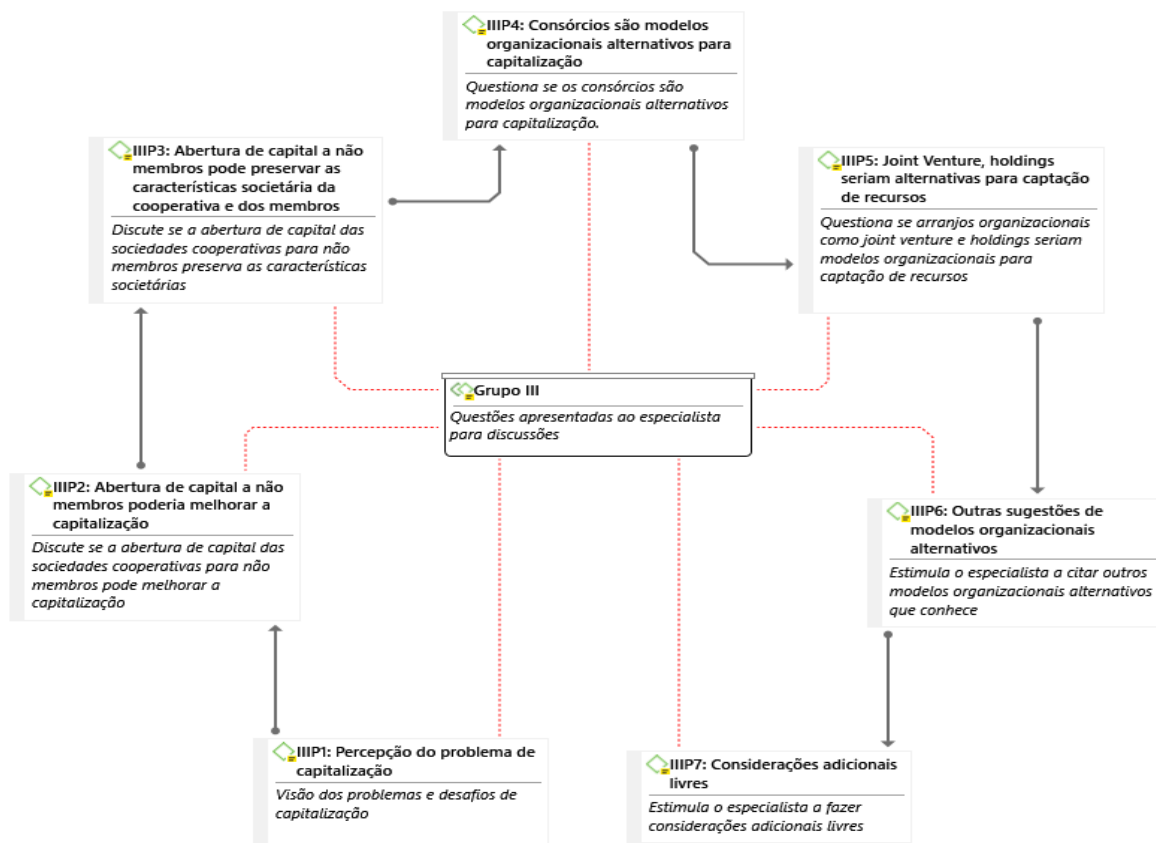 IIIP4: Consórcios são modelos
organizacionais alternativos para
capitalização
Questiona se os consórcios são
modelos organizacionais alternativos
para capitalização.
IIIP3: Abertura de capital a não
membros pode preservar as
características societária da
cooperativa e dos membros
Discute se a abertura de capital das
sociedades cooperativas para não
membros preserva as características
societárias
IIIP5: Joint Venture, holdings
seriam alternativas para captação
de recursos
Questiona se arranjos organizacionais
como joint venture e holdings seriam
modelos organizacionais para
captação de recursos
Grupo III
Questões apresentadas ao especialista
para discussões
IIIP2: Abertura de capital a não
membros poderia melhorar a
capitalização
Discute se a abertura de capital das
sociedades cooperativas para não
membros pode melhorar a
capitalização
IIIP6: Outras sugestões de
modelos organizacionais
alternativos
Estimula o especialista a citar outros
modelos organizacionais alternativos
que conhece
IIIP1: Percepção do problema de
capitalização
Visão dos problemas e desafios de
capitalização
IIIP7: Considerações adicionais
livres
Estimula o especialista a fazer
considerações adicionais livres